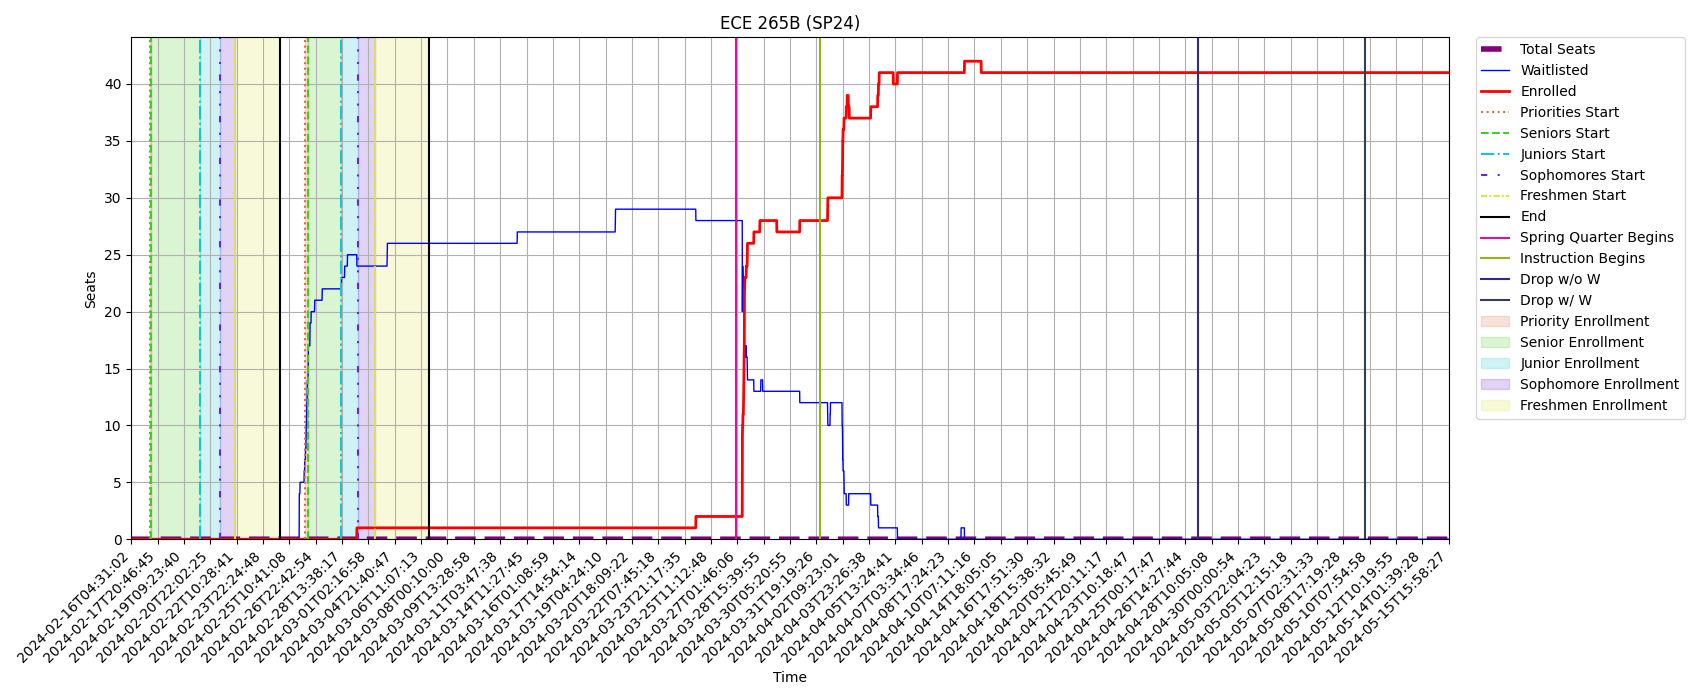 ECE 265B (SP24)
Seats
40
35
30
25
20
15
10
5
0
2024-02-16T04:31:02
2024-02-17T20:46:45
2024-02-19T09:23:40
2024-02-20T22:02:25
2024-02-22T10:28:41
2024-02-23T22:24:48
2024-02-25T10:41:08
2024-02-26T22:42:54
2024-02-28T13:38:17
2024-03-01T02:16:58
2024-03-04T21:40:47
2024-03-06T11:07:13
2024-03-08T00:10:00
2024-03-09T13:28:58
2024-03-11T03:47:38
2024-03-14T11:27:45
2024-03-16T01:08:59
2024-03-17T14:54:14
2024-03-19T04:24:10
2024-03-20T18:09:22
2024-03-22T07:45:18
2024-03-23T21:17:35
2024-03-25T11:12:48
2024-03-27T01:46:06
2024-03-28T15:39:55
2024-03-30T05:20:55
2024-03-31T19:19:26
2024-04-02T09:23:01
2024-04-03T23:26:38
2024-04-05T13:24:41
2024-04-07T03:34:46
2024-04-08T17:24:23
2024-04-10T07:11:16
2024-04-14T18:05:05
2024-04-16T17:51:30
2024-04-18T15:38:32
2024-04-20T05:45:49
2024-04-21T20:11:17
2024-04-23T10:18:47
2024-04-25T00:17:47
2024-04-26T14:27:44
2024-04-28T10:05:08
2024-04-30T00:00:54
2024-05-03T22:04:23
2024-05-05T12:15:18
2024-05-07T02:31:33
2024-05-08T17:19:28
2024-05-10T07:54:58
2024-05-12T10:19:55
2024-05-14T01:39:28
2024-05-15T15:58:27
Time
Total Seats
Waitlisted
Enrolled
Priorities Start
Seniors Start
Juniors Start
Sophomores Start
Freshmen Start
End
Spring Quarter Begins
Instruction Begins
Drop w/o W
Drop w/ W
Priority Enrollment
Senior Enrollment
Junior Enrollment
Sophomore Enrollment
Freshmen Enrollment